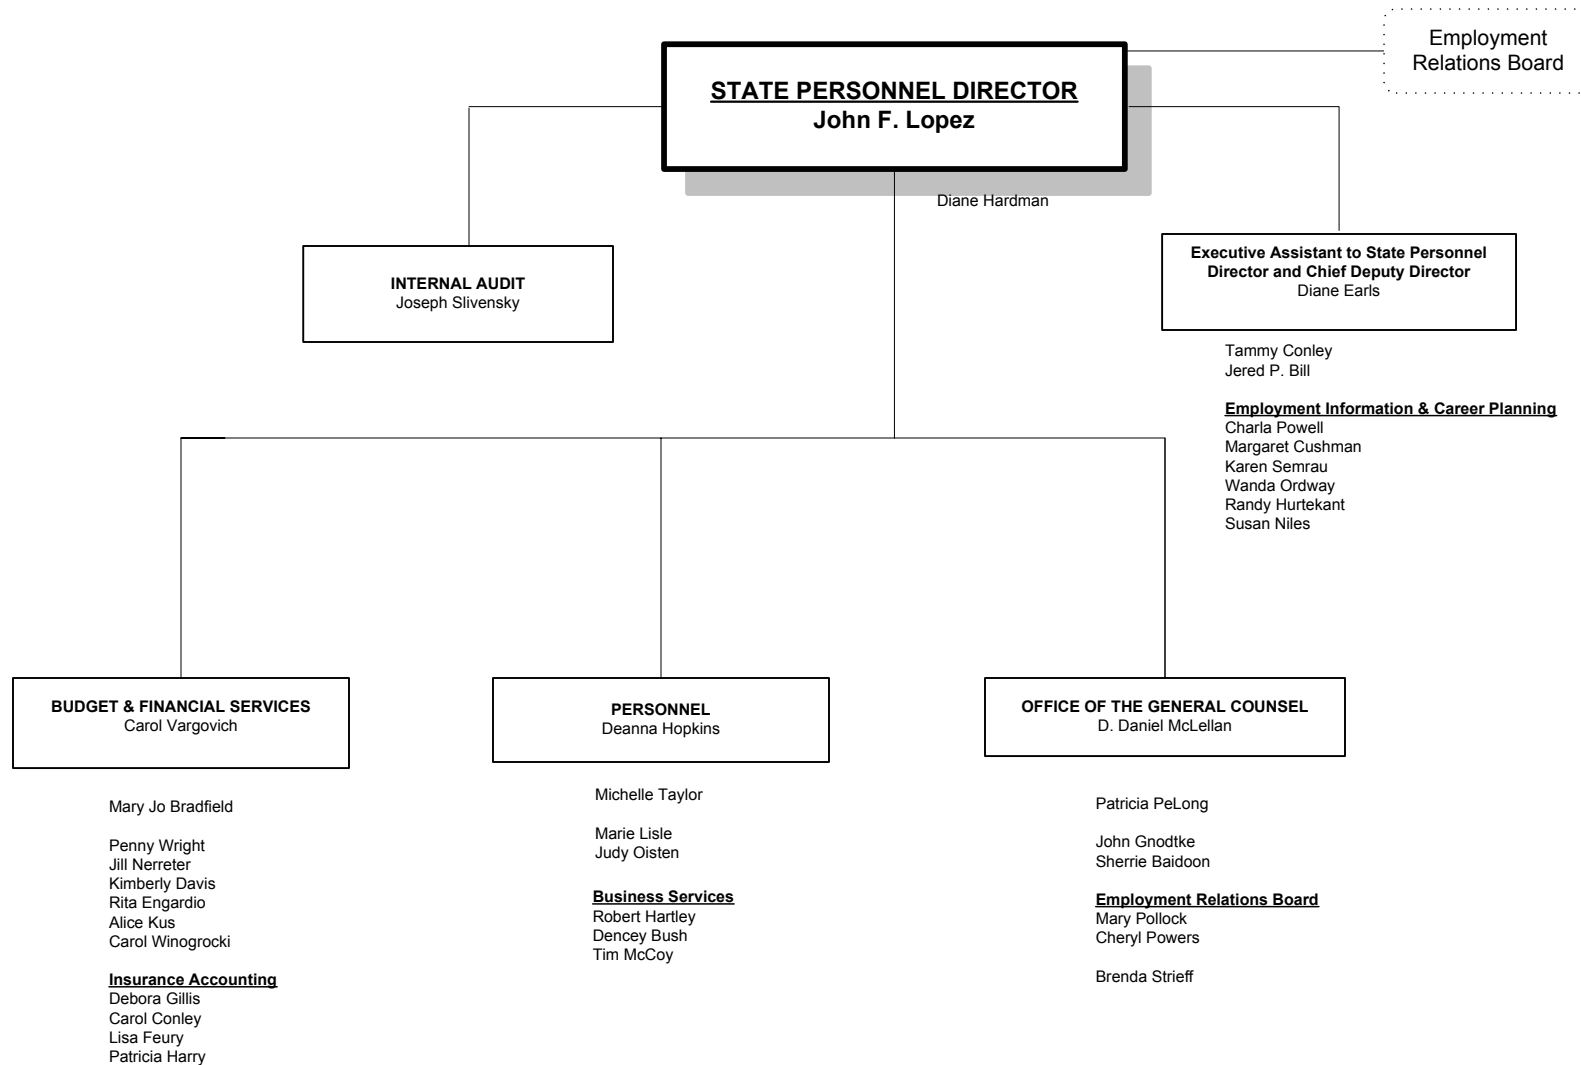 Employment
Relations Board
STATE PERSONNEL DIRECTOR
John F. Lopez
Diane Hardman
INTERNAL AUDIT
Joseph Slivensky
Executive Assistant to State Personnel
Director and Chief Deputy Director
Diane Earls
Tammy Conley
Jered P. Bill
Employment Information & Career Planning
Charla Powell
Margaret Cushman
Karen Semrau
Wanda Ordway
Randy Hurtekant
Susan Niles
BUDGET & FINANCIAL SERVICES
Carol Vargovich
Mary Jo Bradfield
Penny Wright
Jill Nerreter
Kimberly Davis
Rita Engardio
Alice Kus
Carol Winogrocki
Insurance Accounting
Debora Gillis
Carol Conley
Lisa Feury
Patricia Harry
PERSONNEL
Deanna Hopkins
Michelle Taylor
Marie Lisle
Judy Oisten
Business Services
Robert Hartley
Dencey Bush
Tim McCoy
OFFICE OF THE GENERAL COUNSEL
D. Daniel McLellan
Patricia PeLong
John Gnodtke
Sherrie Baidoon
Employment Relations Board
Mary Pollock
Cheryl Powers
Brenda Strieff